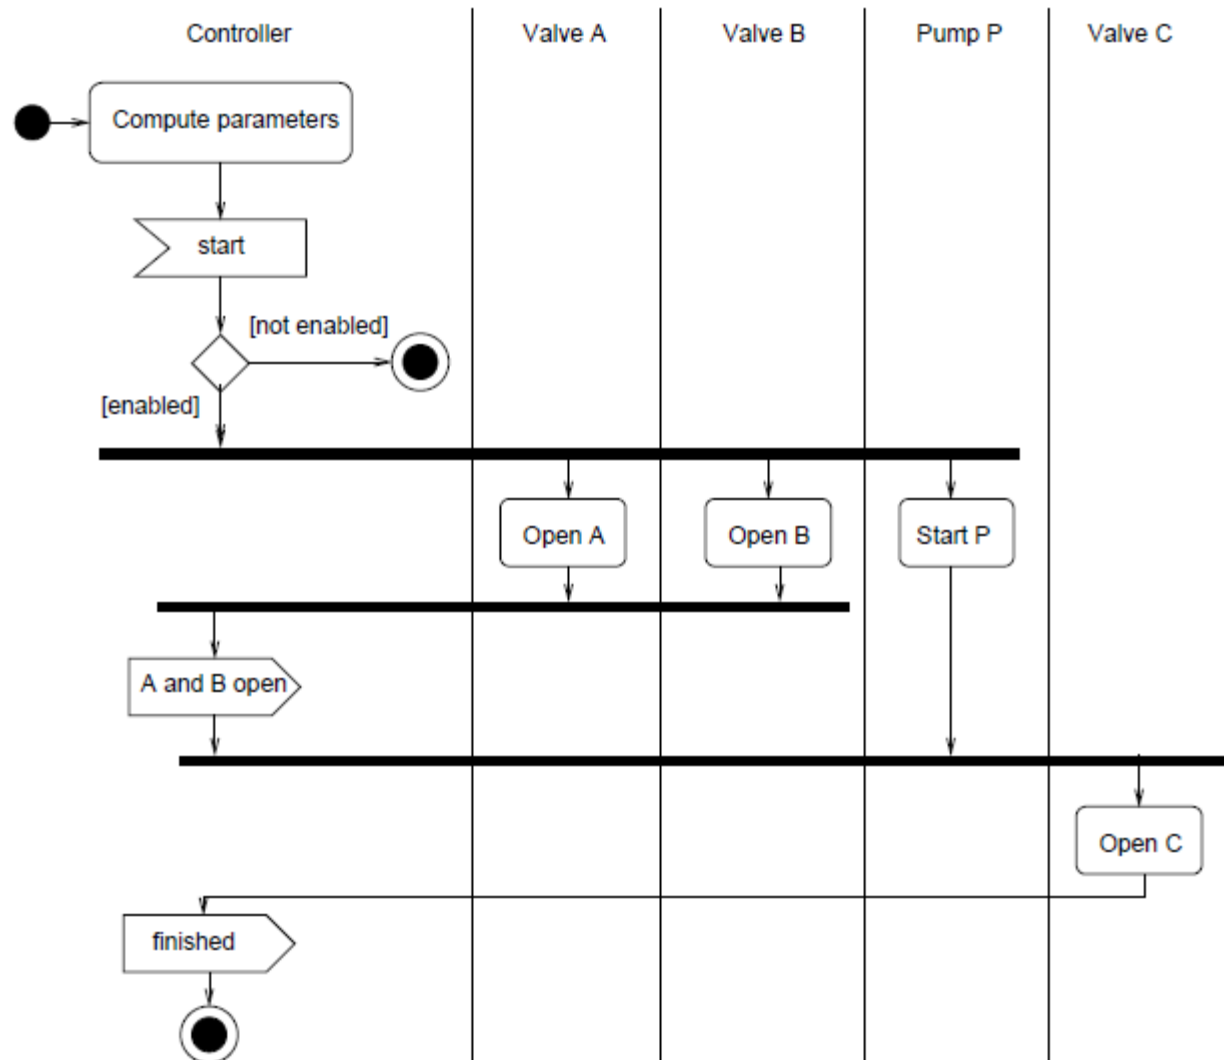 Controller
Valve A
Valve B
Pump P
Valve C
Compute parameters
start
[not enabled]
[enabled]
Open A
Open B
Start P
A and B open
Open C
finished